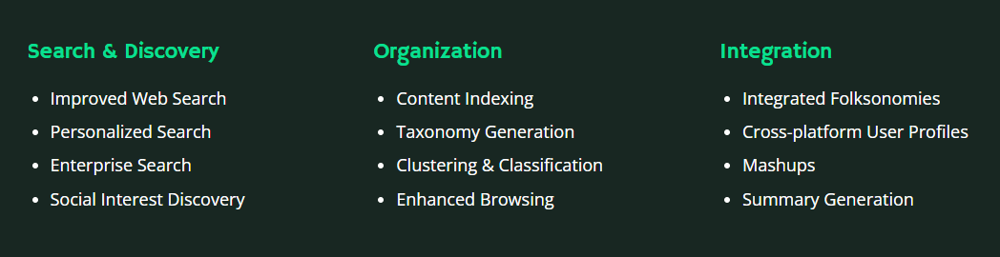 Search & Discovery
• Improved Web Search
• Personalized Search
• Enterprise Search
• Social Interest Discovery
Organization
• Content Indexing
• Taxonomy Generation
• Clustering & Classification
• Enhanced Browsing
Integration
• Integrated Folksonomies
• Cross-platform User Profiles
• Mashups
• Summary Generation